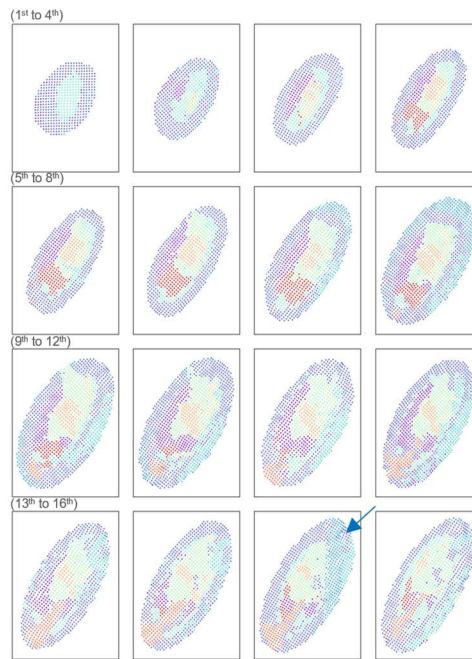 (1st to 4th)
(5th to 8th)
(9th to 12th)
(13th to 16th)